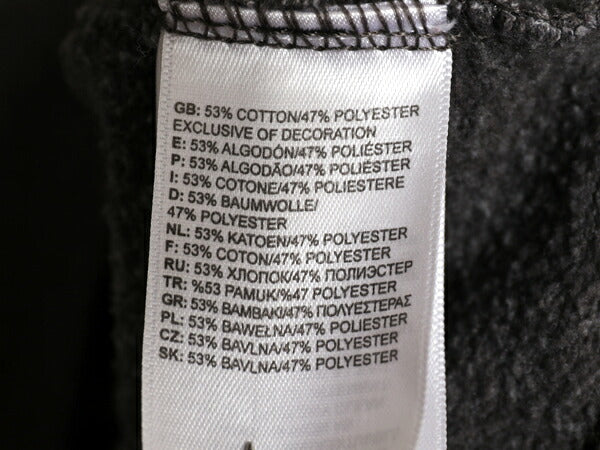 GB: 53% COTTON/47% POLYESTER
EXCLUSIVE OF DECORATION
E: 53% ALGODÓN/47% POLIÉSTER
P: 53% ALGODÃO/47% POLIÉSTER
I: 53% COTONE/47% POLIESTERE
D: 53% BAUMWOLLE/
47% POLYESTER
NL: 53% KATOEN/47% POLYESTER
F: 53% COTON/47% POLYESTER
RU: 53% ХЛОПОК/47% ПОЛИЭСТЕР
TR: %53 PAMUK/%47 POLYESTER
GR: 53% ΒΑΜΒΑΚΙ/47% ΠΟΛΥΕΣΤΕΡΑΣ
PL: 53% BAWEŁNA/47% POLIESTER
CZ: 53% BAVLNA/47% POLYESTER
SK: 53% BAVLNA/47% POLYESTER